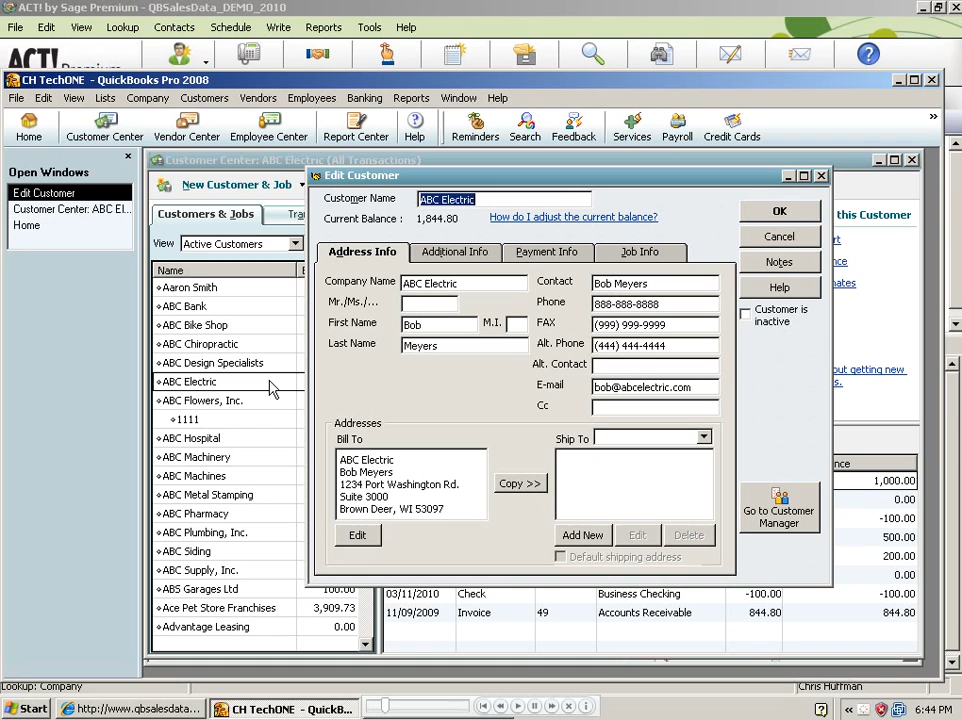 ACT! by Sage Premium - QBSalesData_DEMO_2010
File Edit View Lookup Contacts Schedule Write Reports Tools Help
ACT!
CH TechONE - QuickBooks Pro 2008
File Edit View Lists Company Customers Vendors Employees Banking Reports Window Help
Home Customer Center Vendor Center Employee Center Report Center Help Reminders Search Feedback Services Payroll Credit Cards
Open Windows
Edit Customer
Customer Center: ABC El...
Home
Customer Center: ABC Electric (All Transactions)
New Customer & Job
Customers & Jobs
View Active Customers
Name
Aaron Smith
ABC Bank
ABC Bike Shop
ABC Chiropractic
ABC Design Specialists
ABC Electric
ABC Flowers, Inc.
1111
ABC Hospital
ABC Machinery
ABC Machines
ABC Metal Stamping
ABC Pharmacy
ABC Plumbing, Inc.
ABC Siding
ABC Supply, Inc.
ABS Garages Ltd 100.00
Ace Pet Store Franchises 3,909.73
Advantage Leasing 0.00
Edit Customer
Customer Name ABC Electric
Current Balance : 1,844.80 How do I adjust the current balance?
Address Info Additional Info Payment Info Job Info
Company Name ABC Electric
Mr./Ms./...
First Name Bob M.I.
Last Name Meyers
Contact Bob Meyers
Phone 888-888-8888
FAX (999) 999-9999
Alt. Phone (444) 444-4444
Alt. Contact
E-mail bob@abcelectric.com
Cc
Addresses
Bill To
ABC Electric
Bob Meyers
1234 Port Washington Rd.
Suite 3000
Brown Deer, WI 53097
Edit
Copy >>
Ship To
Add New Edit Delete
Default shipping address
OK
Cancel
Notes
Help
Customer is
inactive
Go to Customer
Manager
this Customer
out getting new
1,000.00
0.00
-100.00
500.00
200.00
0.00
03/11/2010 Check Business Checking -100.00
11/09/2009 Invoice 49 Accounts Receivable 844.80
Lookup: Company
Chris Huffman
Start http://www.qbsalesdata... CH TechONE - QuickB... 6:44 PM